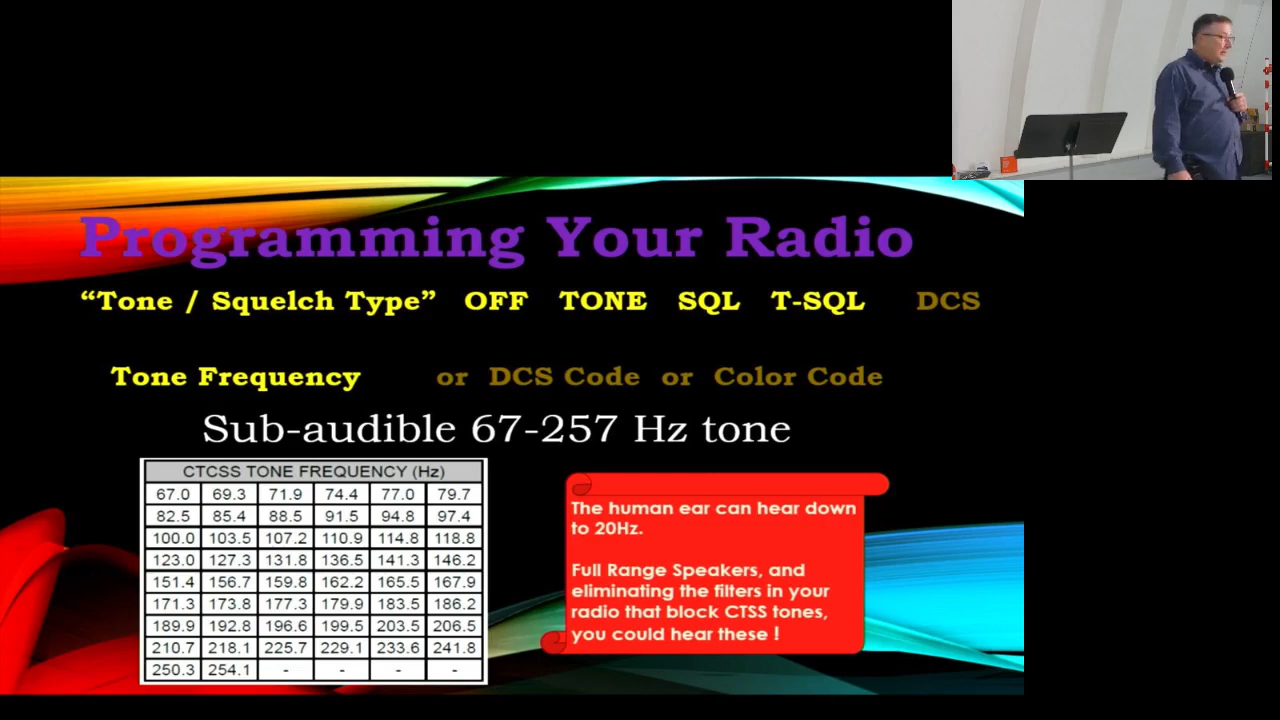 Programming Your Radio
“Tone / Squelch Type” OFF TONE SQL T-SQL DCS
Tone Frequency or DCS Code or Color Code
Sub-audible 67-257 Hz tone
CTCSS TONE FREQUENCY (Hz)
67.0 69.3 71.9 74.4 77.0 79.7
82.5 85.4 88.5 91.5 94.8 97.4
100.0 103.5 107.2 110.9 114.8 118.8
123.0 127.3 131.8 136.5 141.3 146.2
151.4 156.7 159.8 162.2 165.5 167.9
171.3 173.8 177.3 179.9 183.5 186.2
189.9 192.8 196.6 199.5 203.5 206.5
210.7 218.1 225.7 229.1 233.6 241.8
250.3 254.1 - - - -
The human ear can hear down
to 20Hz.
Full Range Speakers, and
eliminating the filters in your
radio that block CTSS tones,
you could hear these !